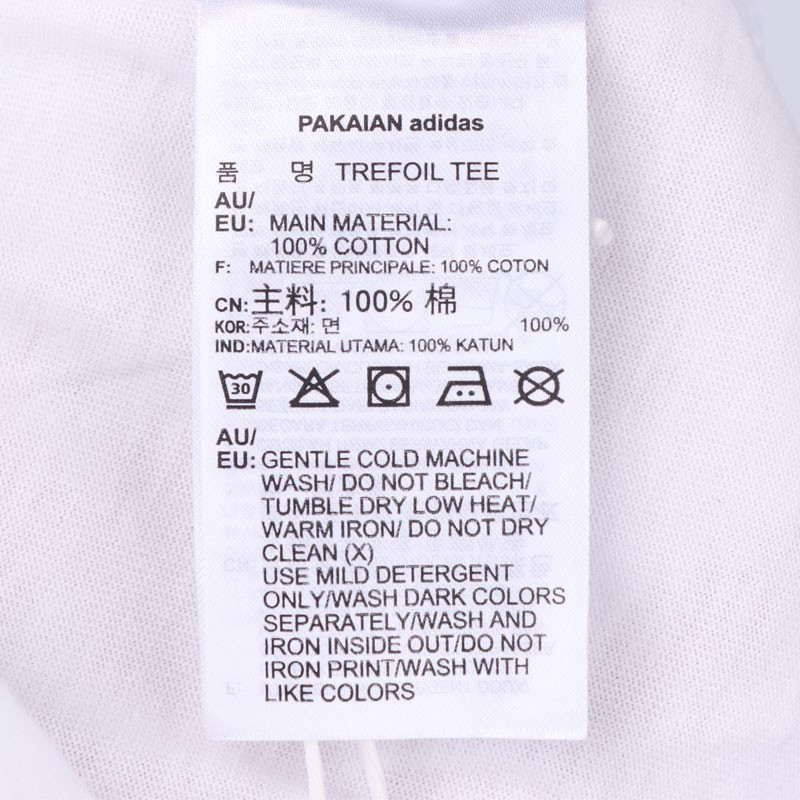 PAKAIAN adidas
품 명 TREFOIL TEE
AU/
EU: MAIN MATERIAL:
100% COTTON
F: MATIERE PRINCIPALE: 100% COTON
CN:主料: 100% 棉
KOR:주소재: 면 100%
IND:MATERIAL UTAMA: 100% KATUN
30
AU/
EU: GENTLE COLD MACHINE
WASH/ DO NOT BLEACH/
TUMBLE DRY LOW HEAT/
WARM IRON/ DO NOT DRY
CLEAN (X)
USE MILD DETERGENT
ONLY/WASH DARK COLORS
SEPARATELY/WASH AND
IRON INSIDE OUT/DO NOT
IRON PRINT/WASH WITH
LIKE COLORS